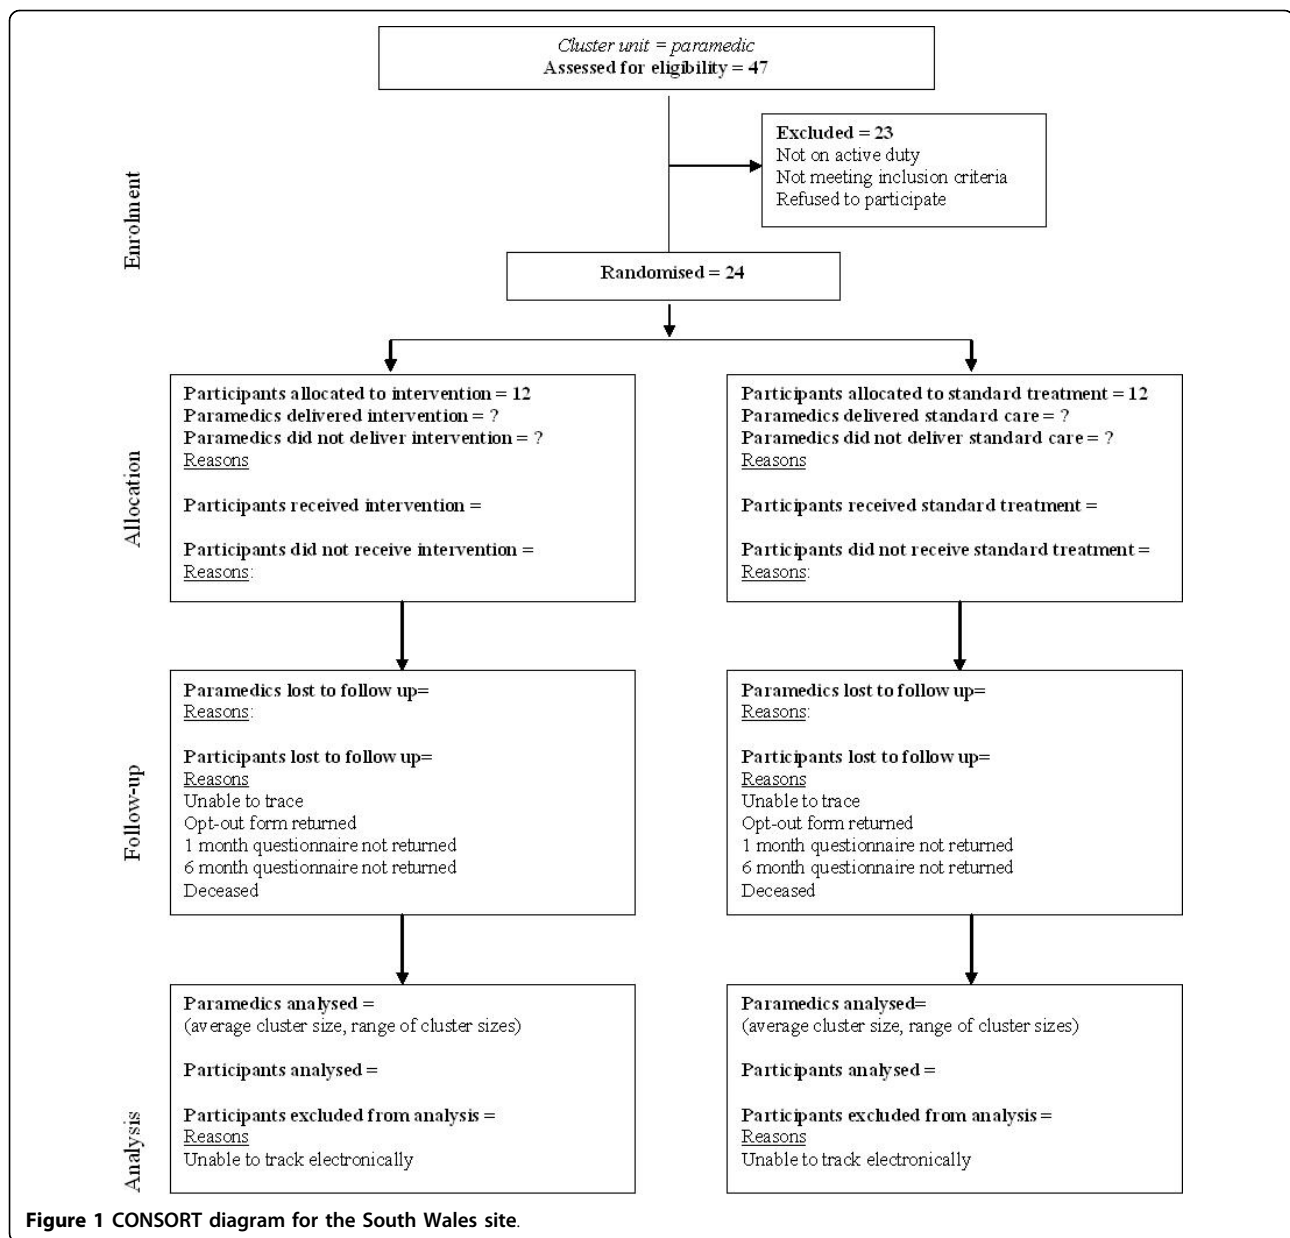 Cluster unit = paramedic
Assessed for eligibility = 47
Excluded = 23
Not on active duty
Not meeting inclusion criteria
Refused to participate
Enrolment
Randomised = 24
Allocation
Participants allocated to intervention = 12
Paramedics delivered intervention = ?
Paramedics did not deliver intervention = ?
Reasons
Participants received intervention =
Participants did not receive intervention =
Reasons:
Participants allocated to standard treatment = 12
Paramedics delivered standard care = ?
Paramedics did not deliver standard care = ?
Reasons
Participants received standard treatment =
Participants did not receive standard treatment =
Reasons:
Follow-up
Paramedics lost to follow up=
Reasons:
Participants lost to follow up=
Reasons
Unable to trace
Opt-out form returned
1 month questionnaire not returned
6 month questionnaire not returned
Deceased
Paramedics lost to follow up=
Reasons:
Participants lost to follow up=
Reasons
Unable to trace
Opt-out form returned
1 month questionnaire not returned
6 month questionnaire not returned
Deceased
Analysis
Paramedics analysed =
(average cluster size, range of cluster sizes)
Participants analysed =
Participants excluded from analysis =
Reasons
Unable to track electronically
Paramedics analysed=
(average cluster size, range of cluster sizes)
Participants analysed =
Participants excluded from analysis =
Reasons
Unable to track electronically
Figure 1 CONSORT diagram for the South Wales site.